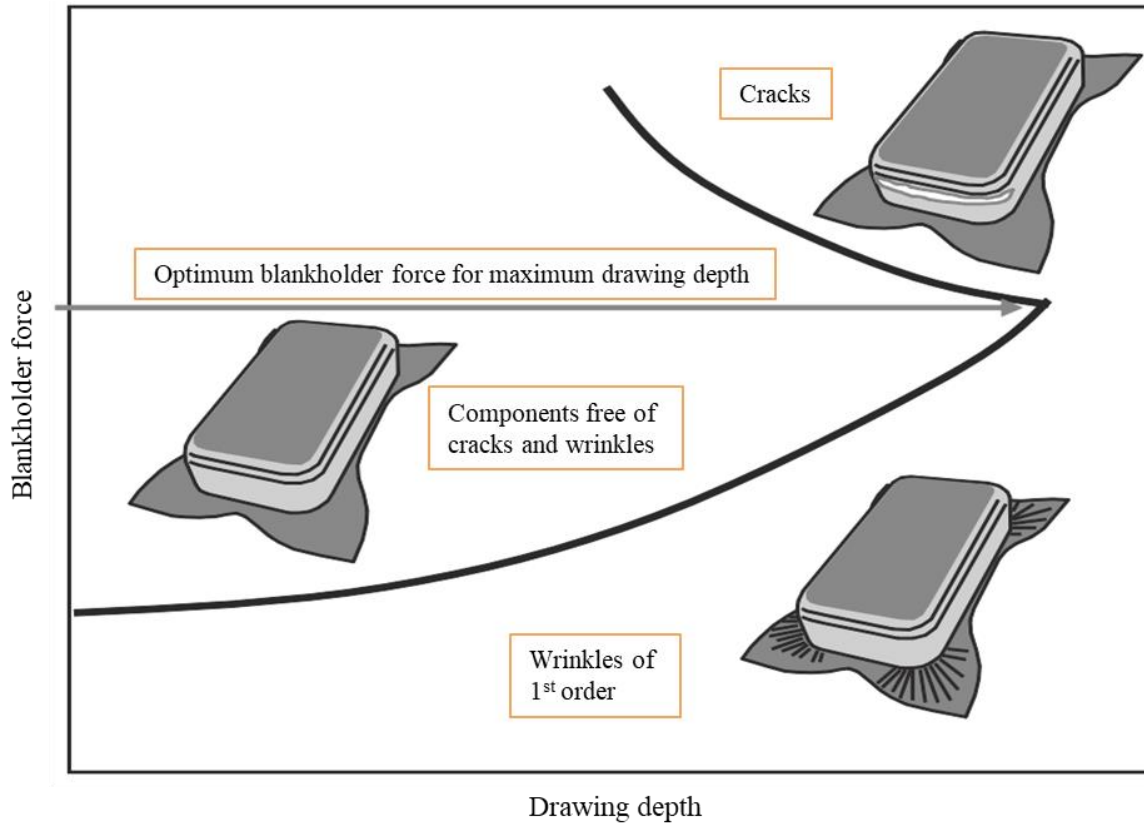 Cracks
Optimum blankholder force for maximum drawing depth
Blankholder force
Components free of
cracks and wrinkles
Wrinkles of
1st order
Drawing depth